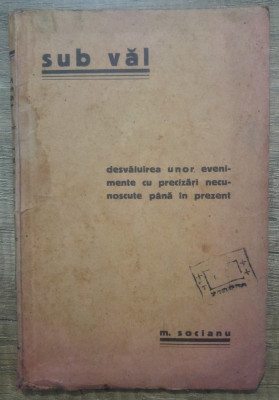 sub văl
desvăluirea unor eveni-
mente cu precizări necu-
noscute până în prezent
m. socianu